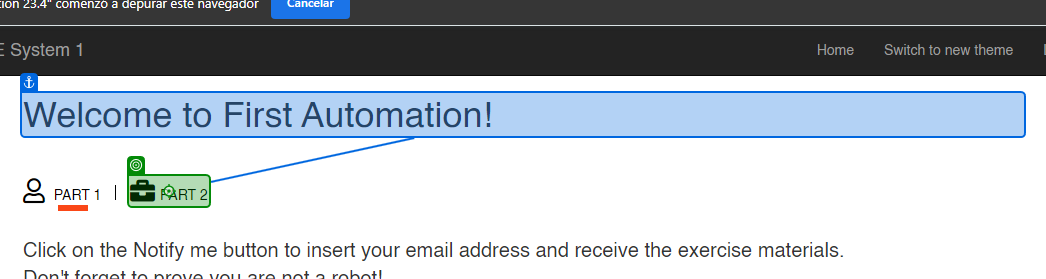 tion 23.4" comenzó a depurar este navegador Cancelar
E System 1 Home Switch to new theme
Welcome to First Automation!
PART 1 | PART 2
Click on the Notify me button to insert your email address and receive the exercise materials.
Don't forget to prove you are not a robot!